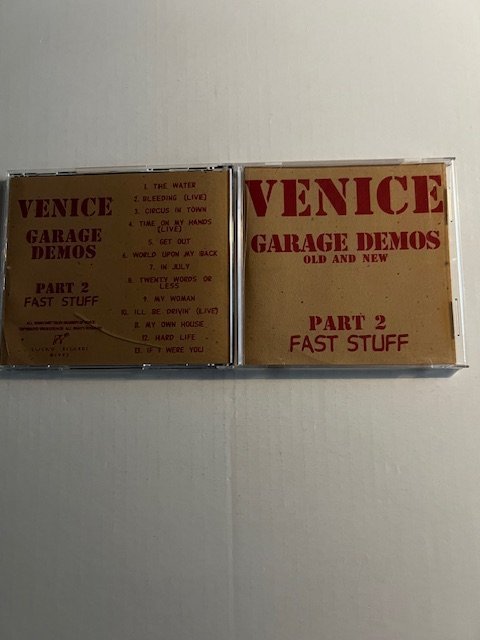 VENICE
GARAGE
DEMOS
PART 2
FAST STUFF
1. THE WATER
2. BLEEDING (LIVE)
3. CIRCUS IN TOWN
4. TIME ON MY HANDS
(LIVE)
5. GET OUT
6. WORLD UPON MY BACK
7. IN JULY
8. TWENTY WORDS OR
LESS
9. MY WOMAN
10. I'LL BE DRIVIN' (LIVE)
11. MY OWN HOUSE
12. HARD LIFE
13. IF I WERE YOU
VENICE
GARAGE DEMOS
OLD AND NEW
PART 2
FAST STUFF